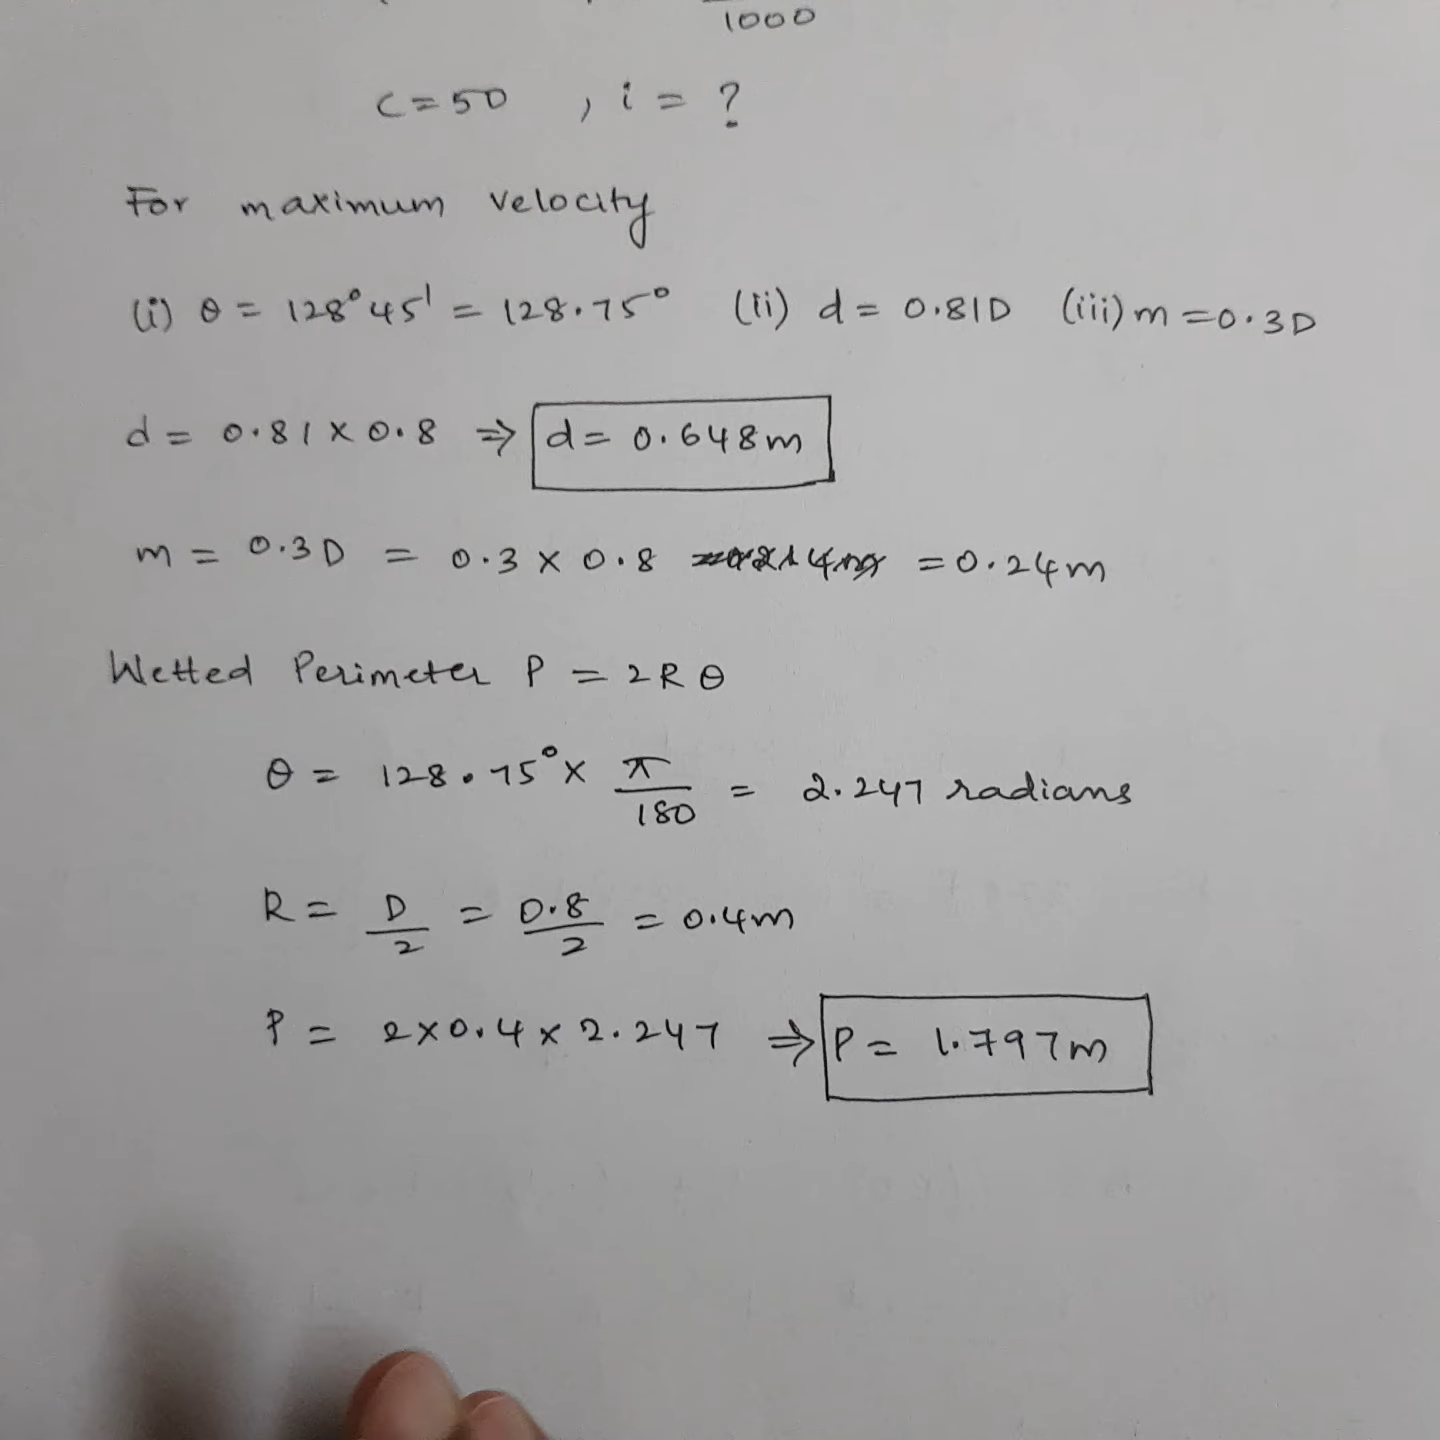 1000
C = 50 , i = ?
For maximum velocity
(i) θ = 128°45' = 128.75° (ii) d = 0.81D (iii) m = 0.3D
d = 0.81 × 0.8 ⇒ d = 0.648m
m = 0.3D = 0.3 × 0.8 = 0.24m
Wetted Perimeter P = 2Rθ
θ = 128.75° × π/180 = 2.247 radians
R = D/2 = 0.8/2 = 0.4m
P = 2×0.4×2.247 ⇒ P = 1.797m